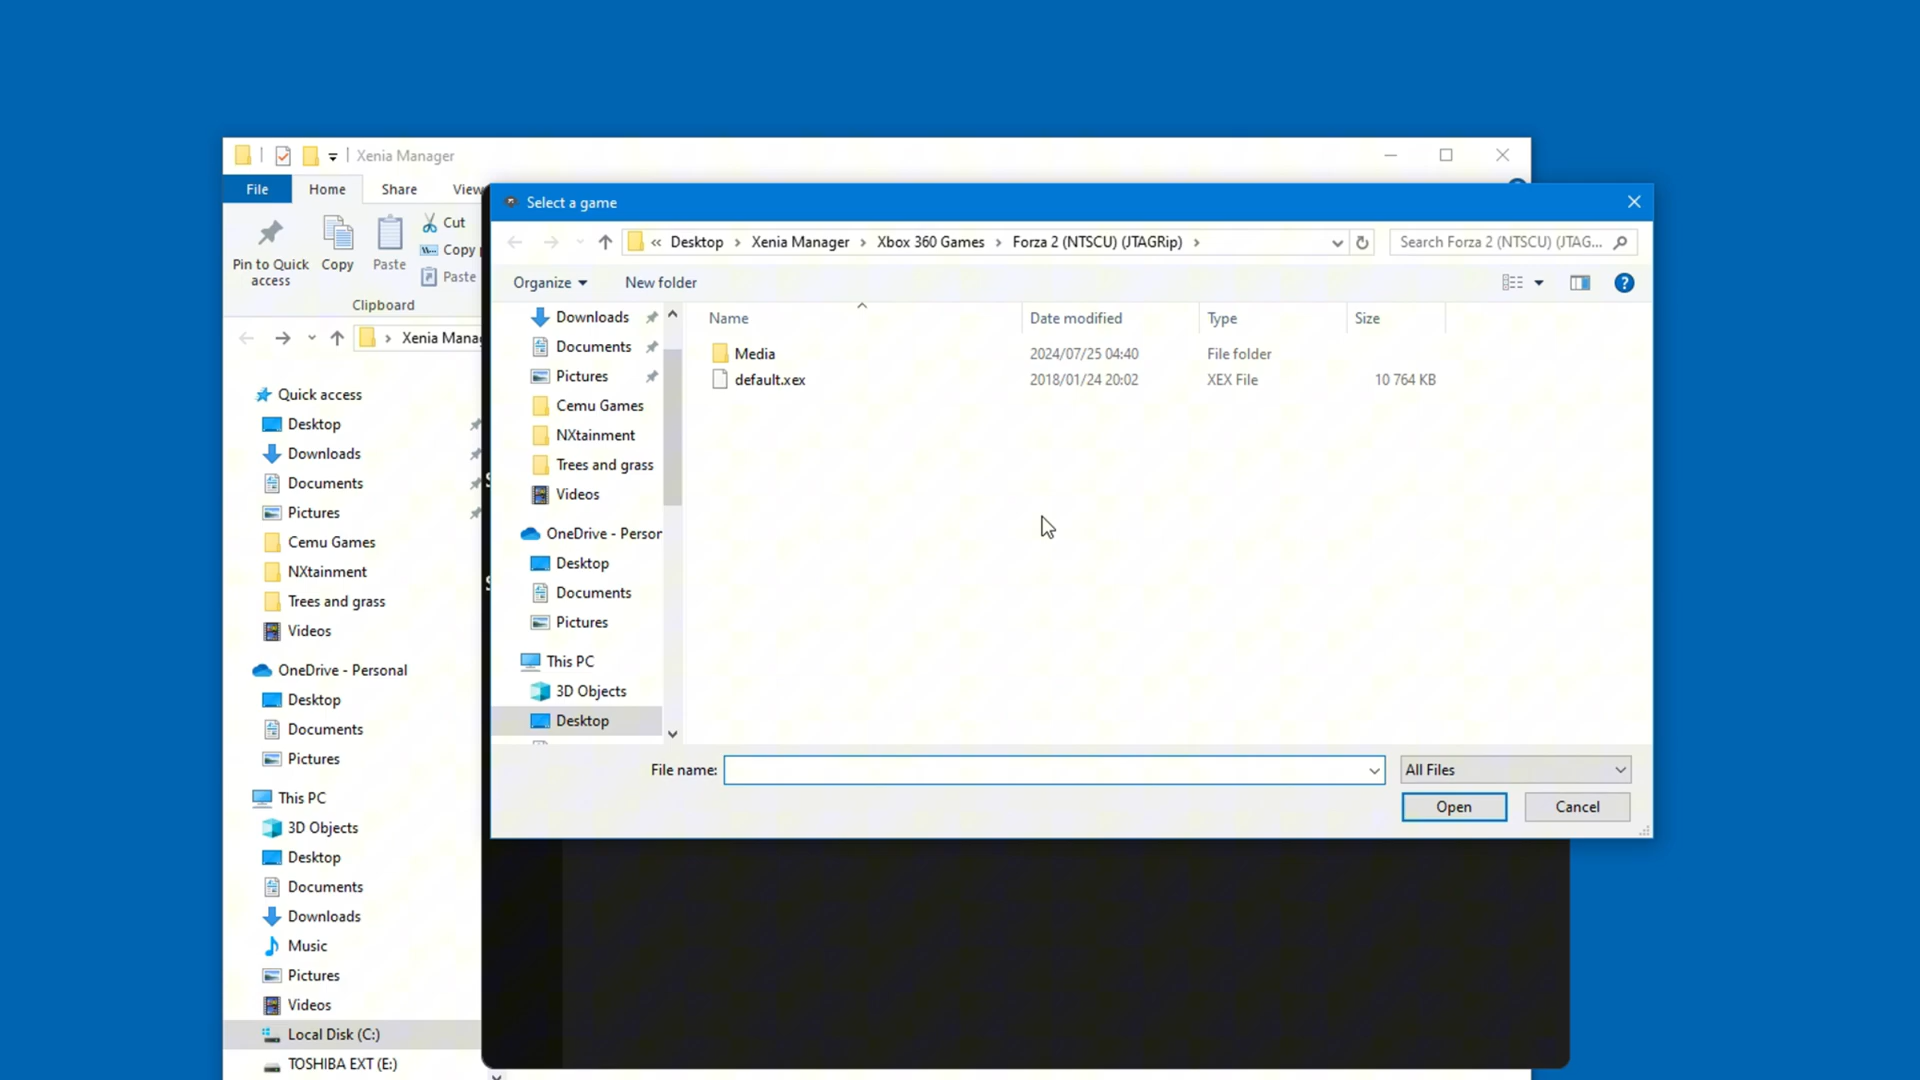 Xenia Manager
File Home Share View
Pin to Quick access
Copy
Paste
Cut
Copy
Paste
Clipboard
Quick access
Desktop
Downloads
Documents
Pictures
Cemu Games
NXtainment
Trees and grass
Videos
OneDrive - Personal
Desktop
Documents
Pictures
This PC
3D Objects
Desktop
Documents
Downloads
Music
Pictures
Videos
Local Disk (C:)
TOSHIBA EXT (E:)
Select a game
« Desktop > Xenia Manager > Xbox 360 Games > Forza 2 (NTSCU) (JTAGRip) >
Search Forza 2 (NTSCU) (JTAG...
Organize New folder
Downloads
Documents
Pictures
Cemu Games
NXtainment
Trees and grass
Videos
OneDrive - Person
Desktop
Documents
Pictures
This PC
3D Objects
Desktop
Name Date modified Type Size
Media 2024/07/25 04:40 File folder
default.xex 2018/01/24 20:02 XEX File 10 764 KB
File name: All Files
Open Cancel